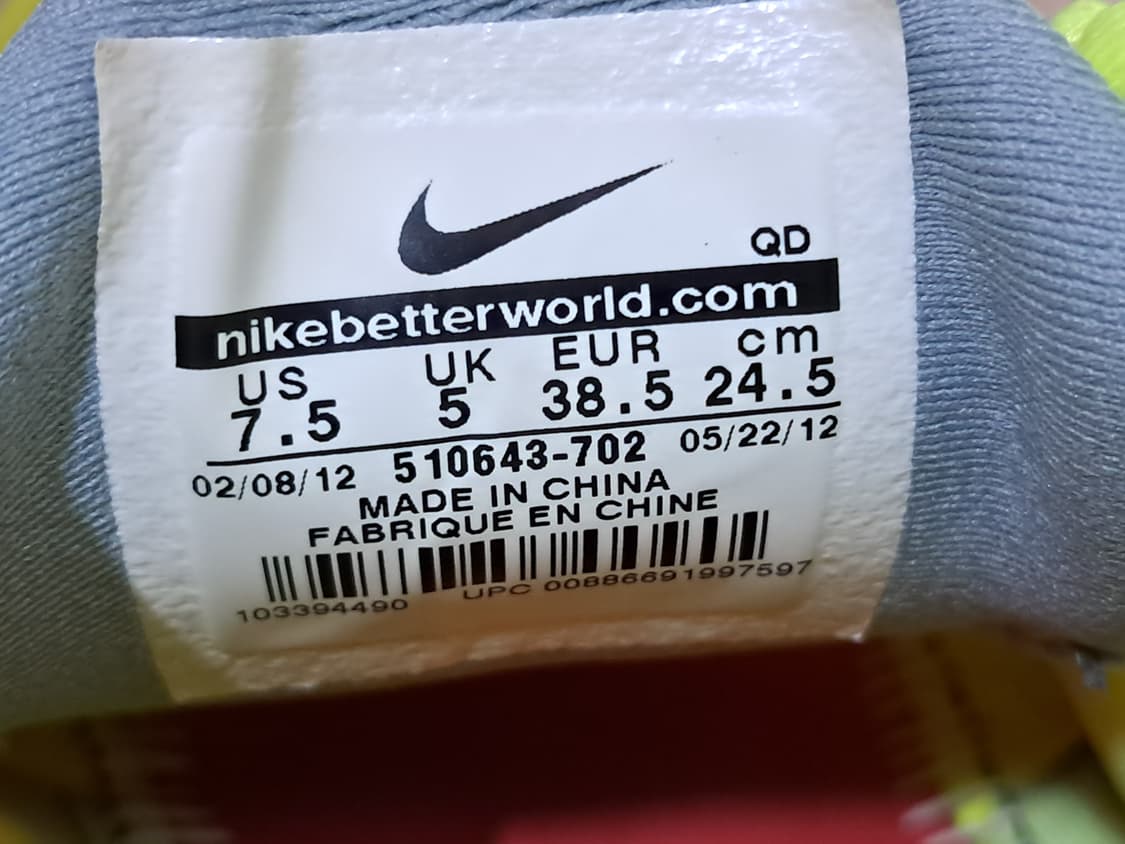 QD
nikebetterworld.com
US UK EUR cm
7.5 5 38.5 24.5
02/08/12 510643-702 05/22/12
MADE IN CHINA
FABRIQUE EN CHINE
103394490 UPC 00886691997597